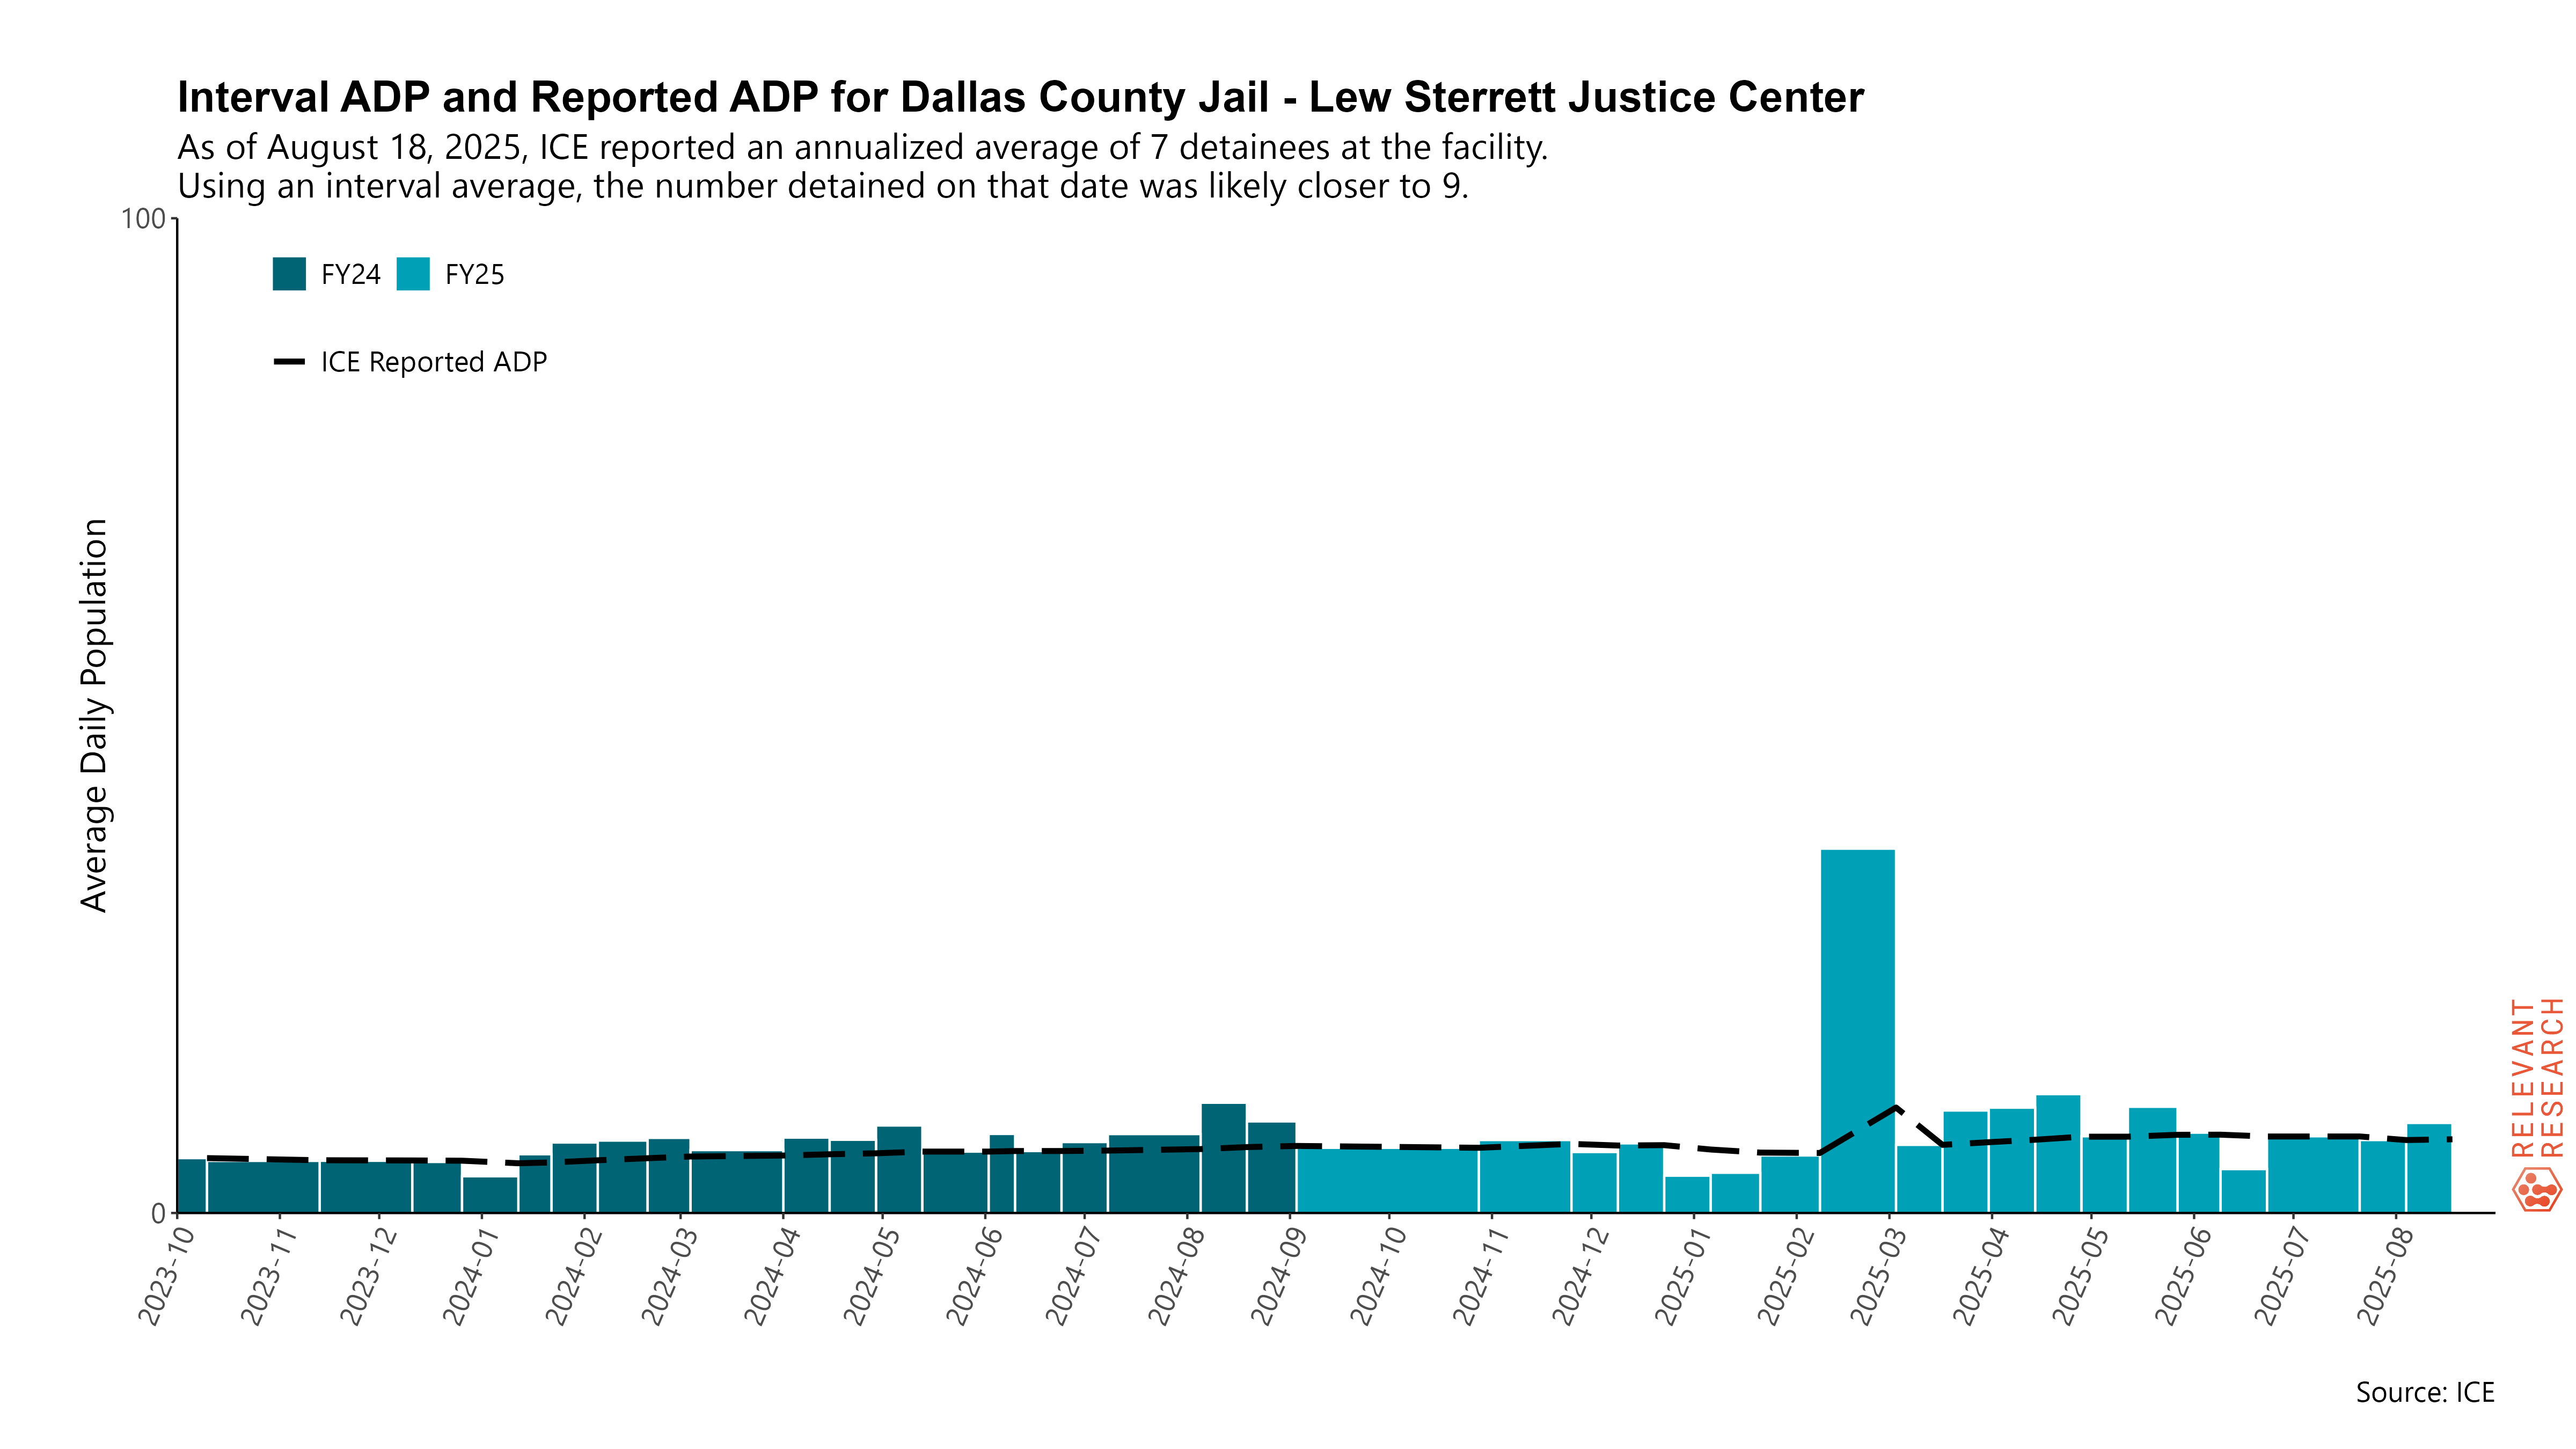 Interval ADP and Reported ADP for Dallas County Jail - Lew Sterrett Justice Center
As of August 18, 2025, ICE reported an annualized average of 7 detainees at the facility.
Using an interval average, the number detained on that date was likely closer to 9.
100
FY24
FY25
ICE Reported ADP
Average Daily Population
0
2023-10
2023-11
2023-12
2024-01
2024-02
2024-03
2024-04
2024-05
2024-06
2024-07
2024-08
2024-09
2024-10
2024-11
2024-12
2025-01
2025-02
2025-03
2025-04
2025-05
2025-06
2025-07
2025-08
RELEVANT
RESEARCH
Source: ICE